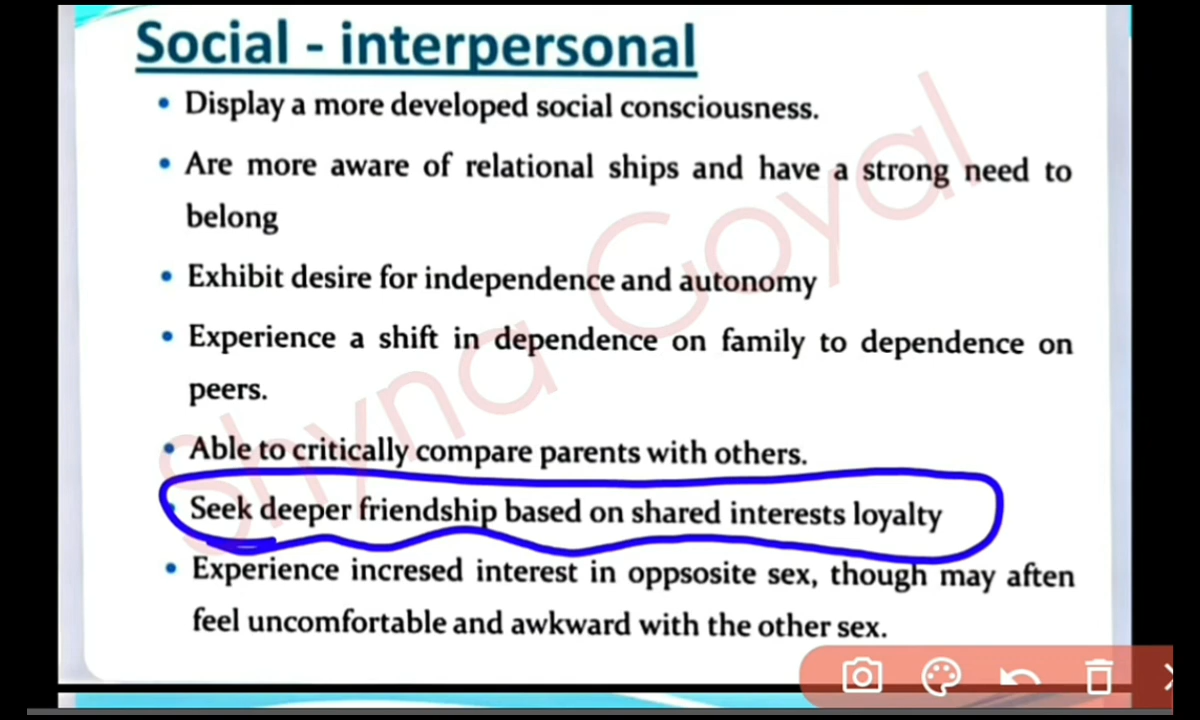 Social - interpersonal
• Display a more developed social consciousness.
• Are more aware of relational ships and have a strong need to
belong
• Exhibit desire for independence and autonomy
• Experience a shift in dependence on family to dependence on
peers.
• Able to critically compare parents with others.
• Seek deeper friendship based on shared interests loyalty
• Experience incresed interest in oppsosite sex, though may aften
feel uncomfortable and awkward with the other sex.
Shyna Goyal